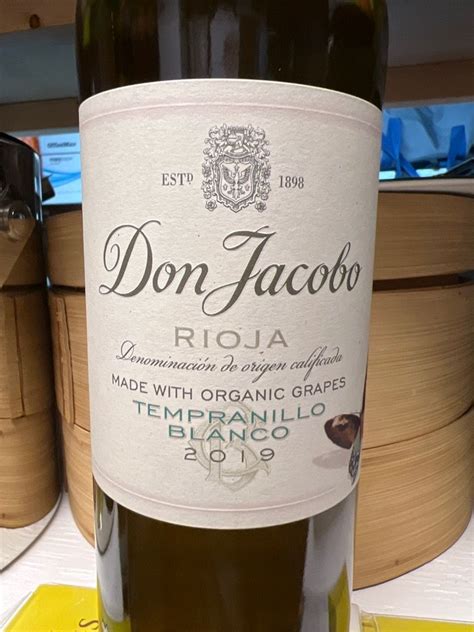 ESTD 1898
Don Jacobo
RIOJA
Denominación de origen calificada
MADE WITH ORGANIC GRAPES
TEMPRANILLO
BLANCO
2019